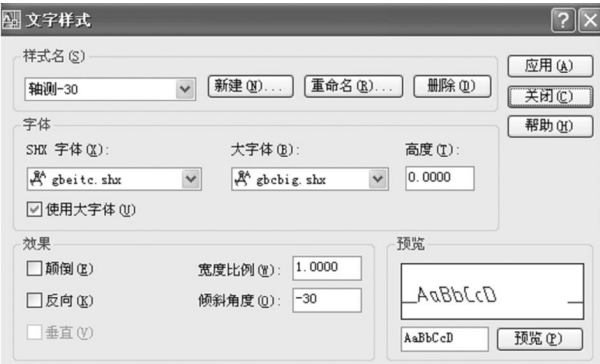 文字样式
样式名(S)
轴测-30
新建(N)...
重命名(R)...
删除(D)
应用(A)
关闭(C)
帮助(H)
字体
SHX 字体(X):
大字体(B):
高度(T):
gbeitc.shx
gbcbig.shx
0.0000
使用大字体(U)
效果
颠倒(E)
宽度比例(W):
1.0000
反向(K)
倾斜角度(O):
-30
垂直(V)
预览
AaBbCcD
AaBbCcD
预览(P)